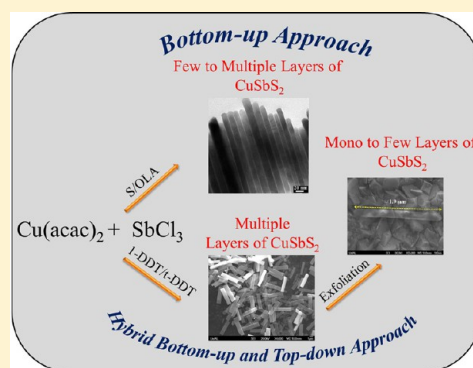 Bottom-up Approach
Few to Multiple Layers of
CuSbS₂
Mono to Few Layers of
CuSbS₂
S/OLA
Cu(acac)₂ + SbCl₃
1-DDT/t-DDT
Multiple
Layers of CuSbS₂
Exfoliation
Hybrid Bottom-up and Top-down Approach